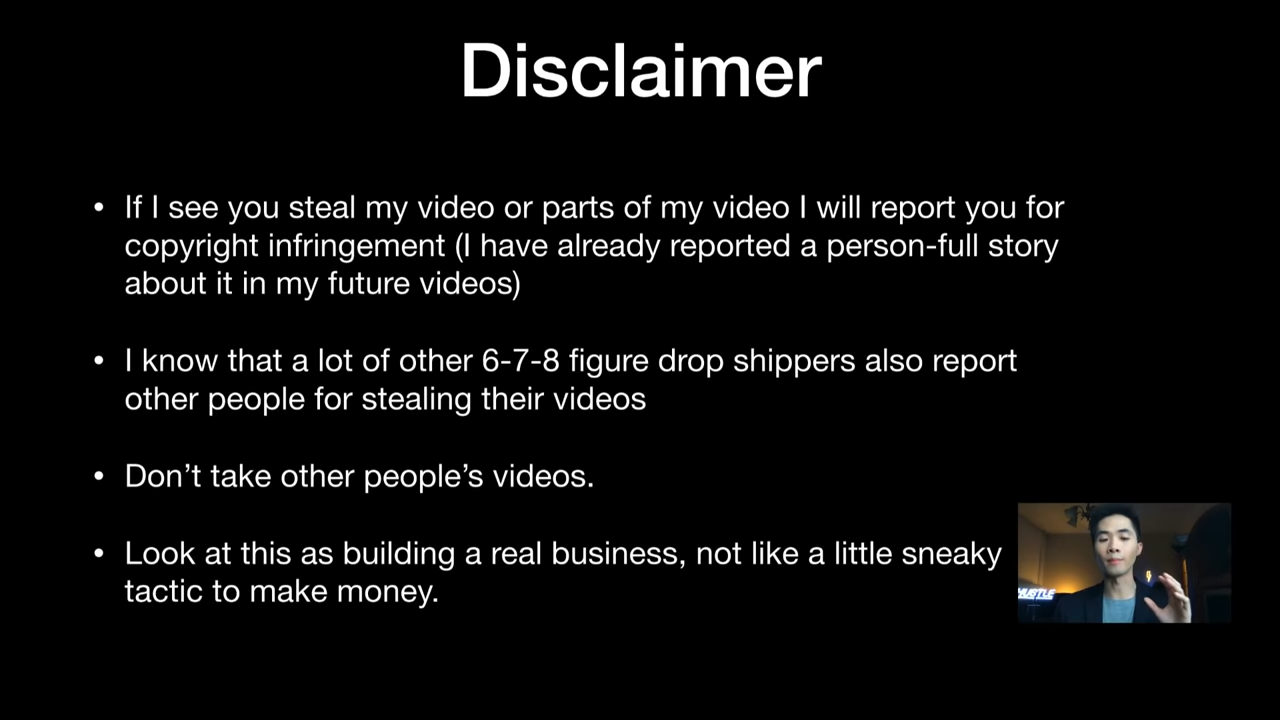 Disclaimer
• If I see you steal my video or parts of my video I will report you for
copyright infringement (I have already reported a person-full story
about it in my future videos)
• I know that a lot of other 6-7-8 figure drop shippers also report
other people for stealing their videos
• Don’t take other people’s videos.
• Look at this as building a real business, not like a little sneaky
tactic to make money.
HUSTLE